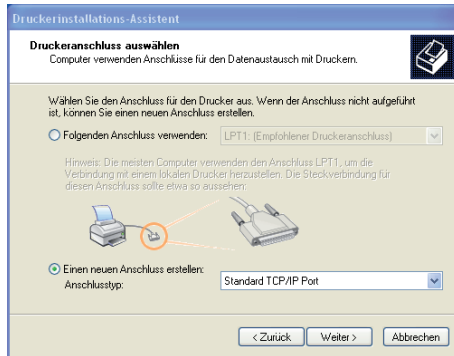 Druckerinstallations-Assistent
Druckeranschluss auswählen
Computer verwenden Anschlüsse für den Datenaustausch mit Druckern.
Wählen Sie den Anschluss für den Drucker aus. Wenn der Anschluss nicht aufgeführt
ist, können Sie einen neuen Anschluss erstellen.
Folgenden Anschluss verwenden: LPT1: (Empfohlener Druckeranschluss)
Hinweis: Die meisten Computer verwenden den Anschluss LPT1, um die
Verbindung mit einem lokalen Drucker herzustellen. Die Steckverbindung für
diesen Anschluss sollte etwa so aussehen:
Einen neuen Anschluss erstellen:
Anschlusstyp: Standard TCP/IP Port
< Zurück Weiter > Abbrechen